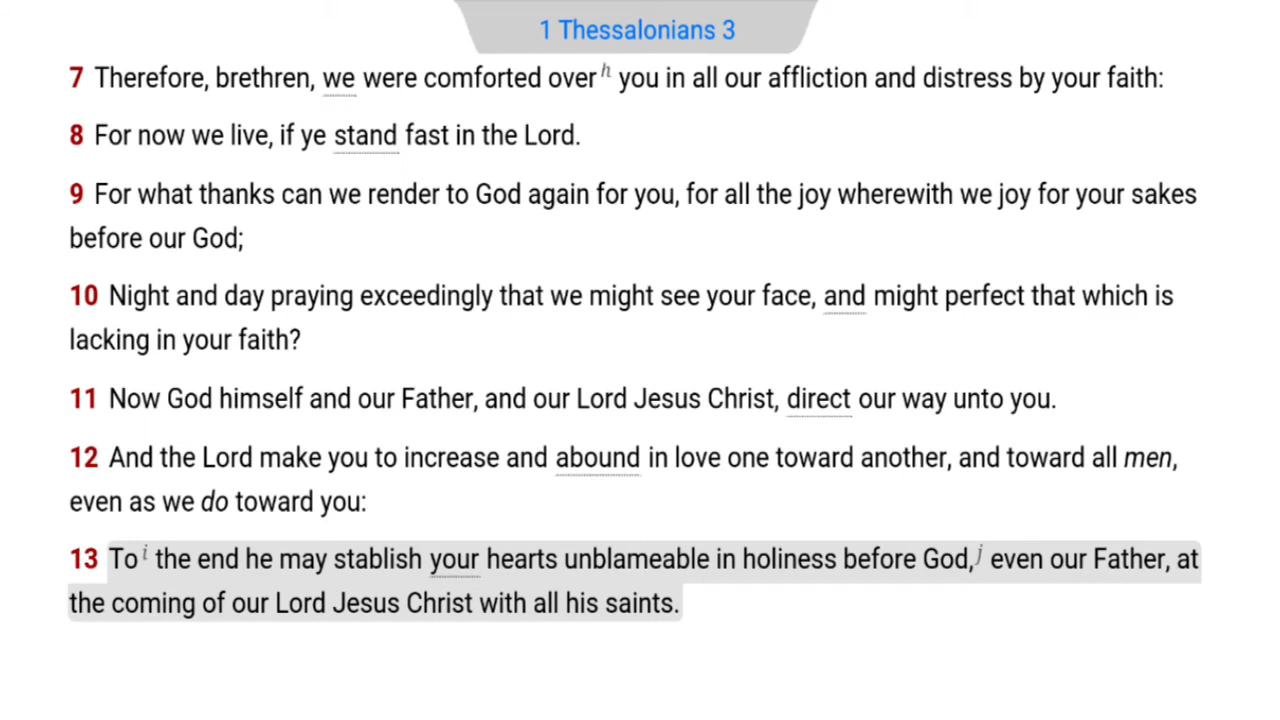 1 Thessalonians 3
7 Therefore, brethren, we were comforted over h you in all our affliction and distress by your faith:
8 For now we live, if ye stand fast in the Lord.
9 For what thanks can we render to God again for you, for all the joy wherewith we joy for your sakes
before our God;
10 Night and day praying exceedingly that we might see your face, and might perfect that which is
lacking in your faith?
11 Now God himself and our Father, and our Lord Jesus Christ, direct our way unto you.
12 And the Lord make you to increase and abound in love one toward another, and toward all men,
even as we do toward you:
13 To i the end he may stablish your hearts unblameable in holiness before God, j even our Father, at
the coming of our Lord Jesus Christ with all his saints.